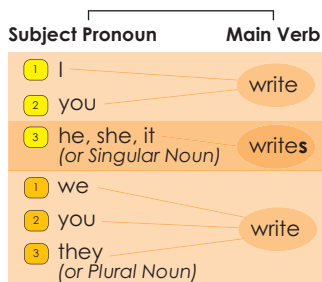 Subject Pronoun Main Verb
1 I
write
2 you
3 he, she, it
(or Singular Noun)
writes
1 we
2 you
write
3 they
(or Plural Noun)